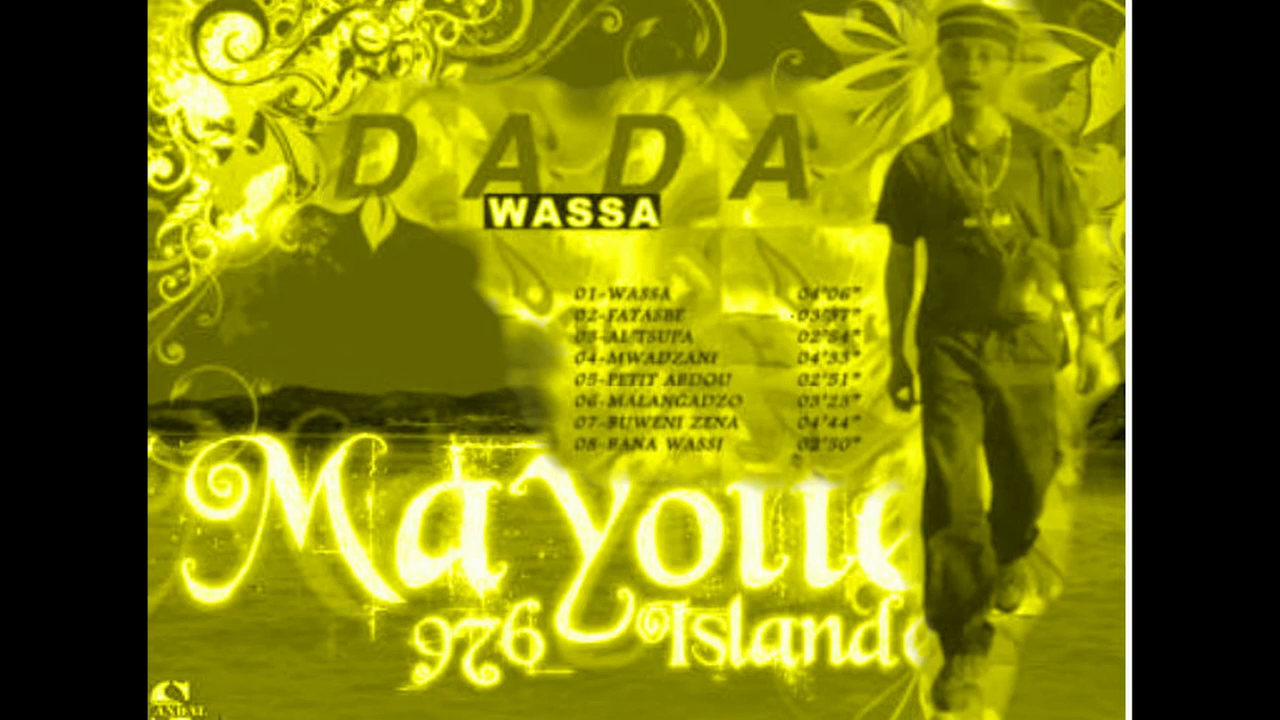 DADA
WASSA
01-WASSA 04"06"
02-FATASBE 03"37"
03-AUTSUPA 02"54"
04-MWADZANI 04"33"
05-PETIT ABDOU 02"51"
06-MALANGADZO 03"23"
07-BUWENI ZENA 04"44"
08-BANA WASSI 02"30"
Mayotte
976 Island